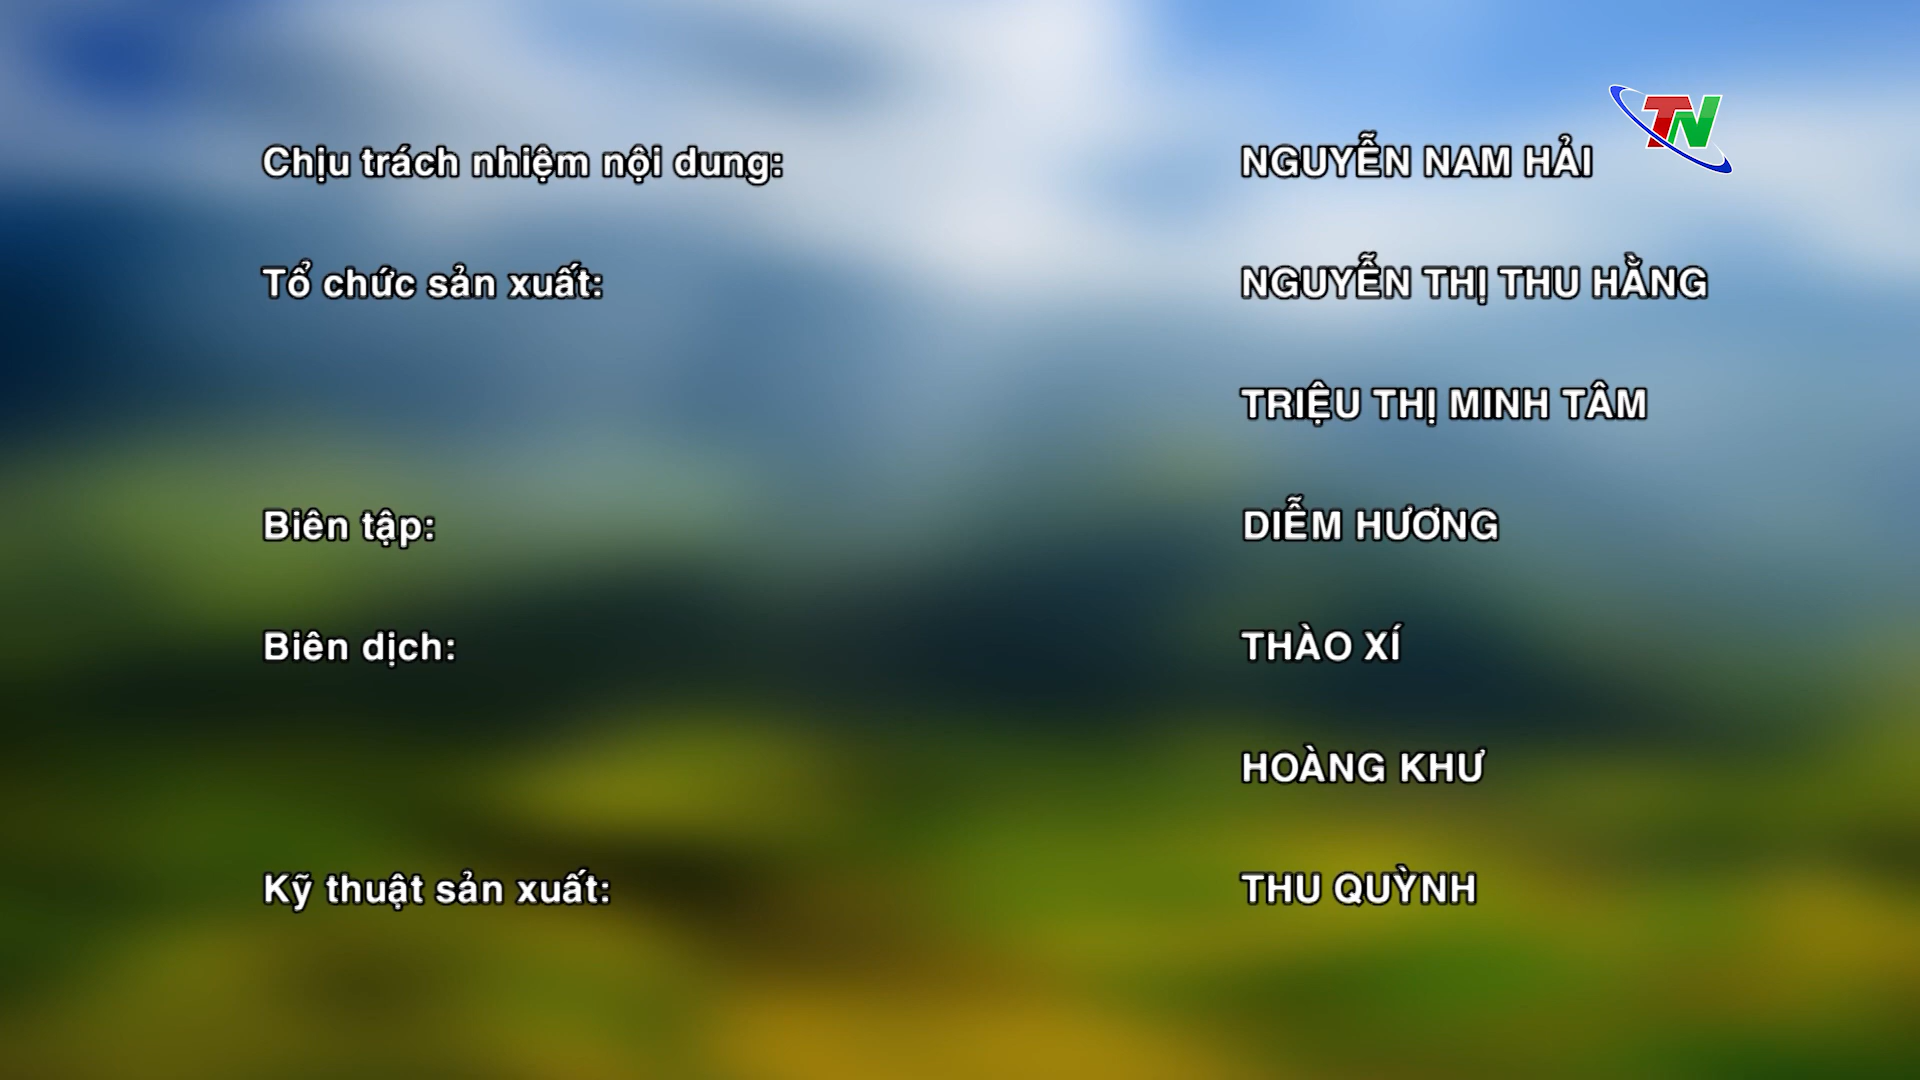 TN
Chịu trách nhiệm nội dung: NGUYỄN NAM HẢI
Tổ chức sản xuất: NGUYỄN THỊ THU HẰNG
TRIỆU THỊ MINH TÂM
Biên tập: DIỄM HƯƠNG
Biên dịch: THÀO XÍ
HOÀNG KHƯ
Kỹ thuật sản xuất: THU QUỲNH